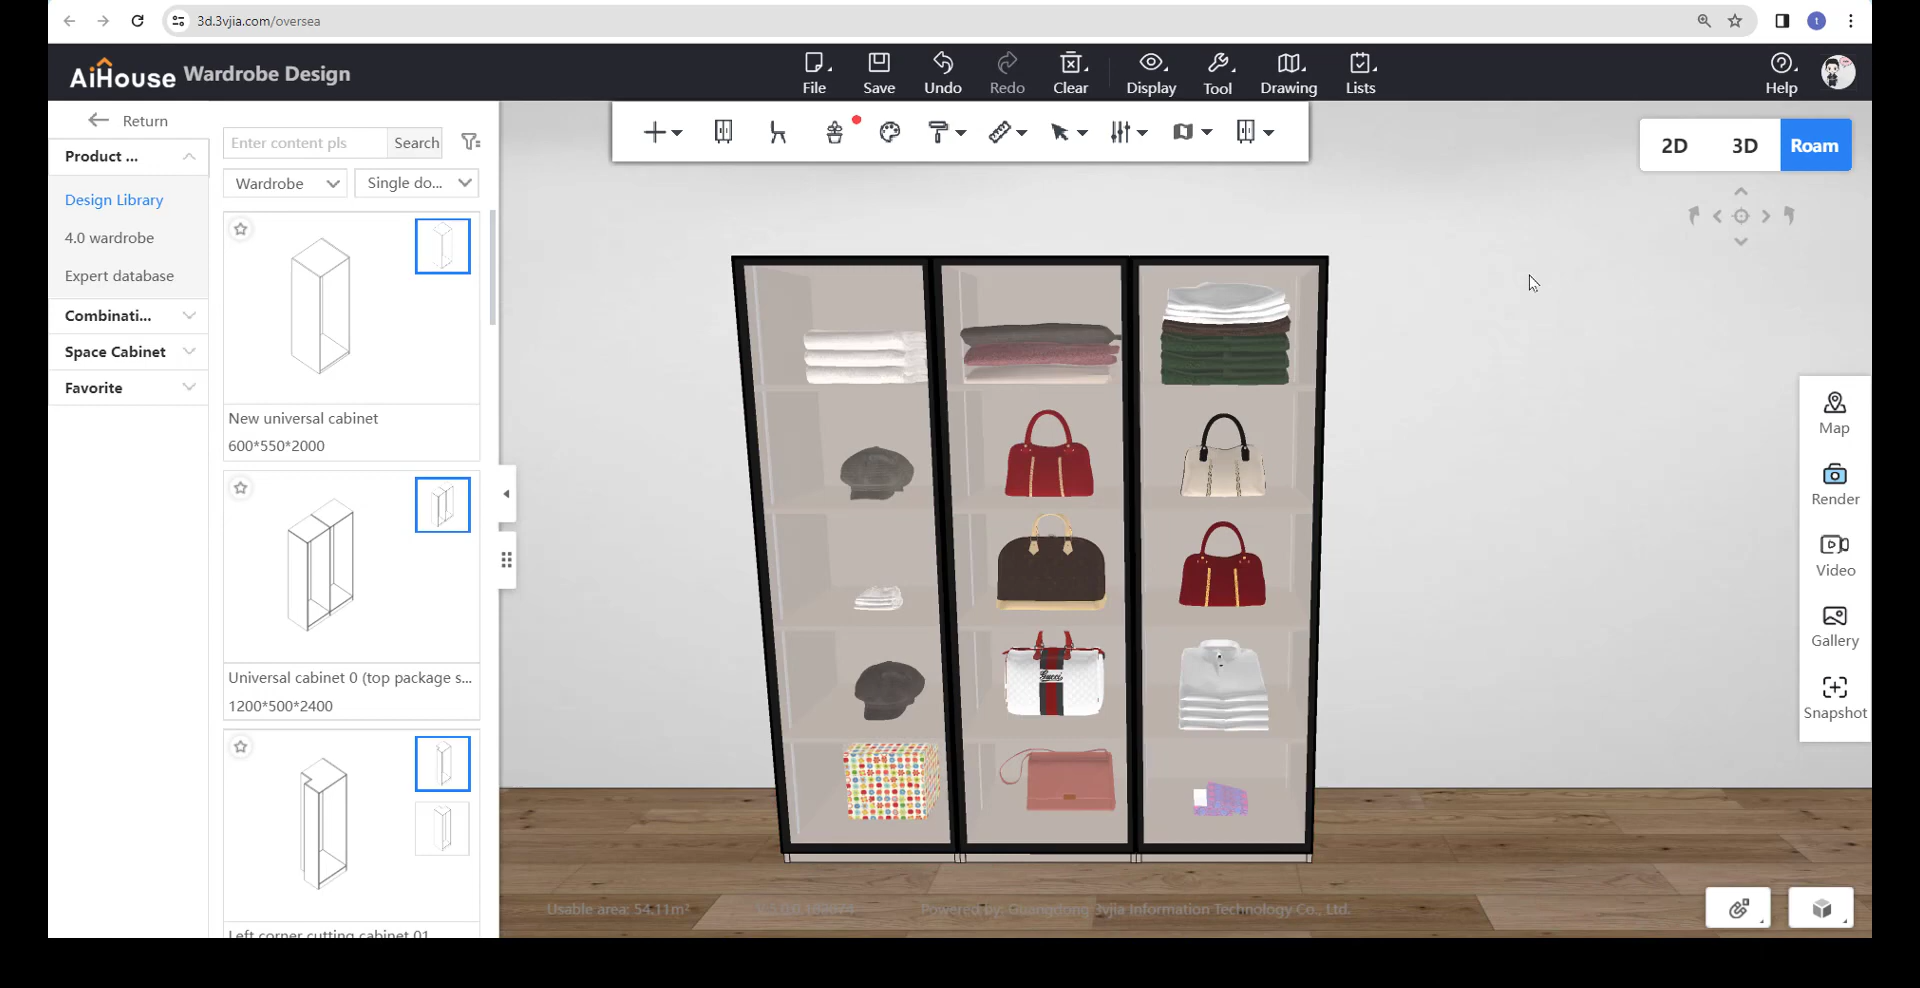 3d.3vjia.com/oversea
t
AiHouse Wardrobe Design
File
Save
Undo
Redo
Clear
Display
Tool
Drawing
Lists
Help
Return
Product ...
Design Library
4.0 wardrobe
Expert database
Combinati...
Space Cabinet
Favorite
Enter content pls
Search
Wardrobe
Single do...
New universal cabinet
600*550*2000
Universal cabinet 0 (top package s...
1200*500*2400
Left corner cutting cabinet 01
2D
3D
Roam
Map
Render
Video
Gallery
Snapshot
Gucci
Usable area: 54.11m²
Powered by: Guangdong 3vjia Information Technology Co., Ltd.